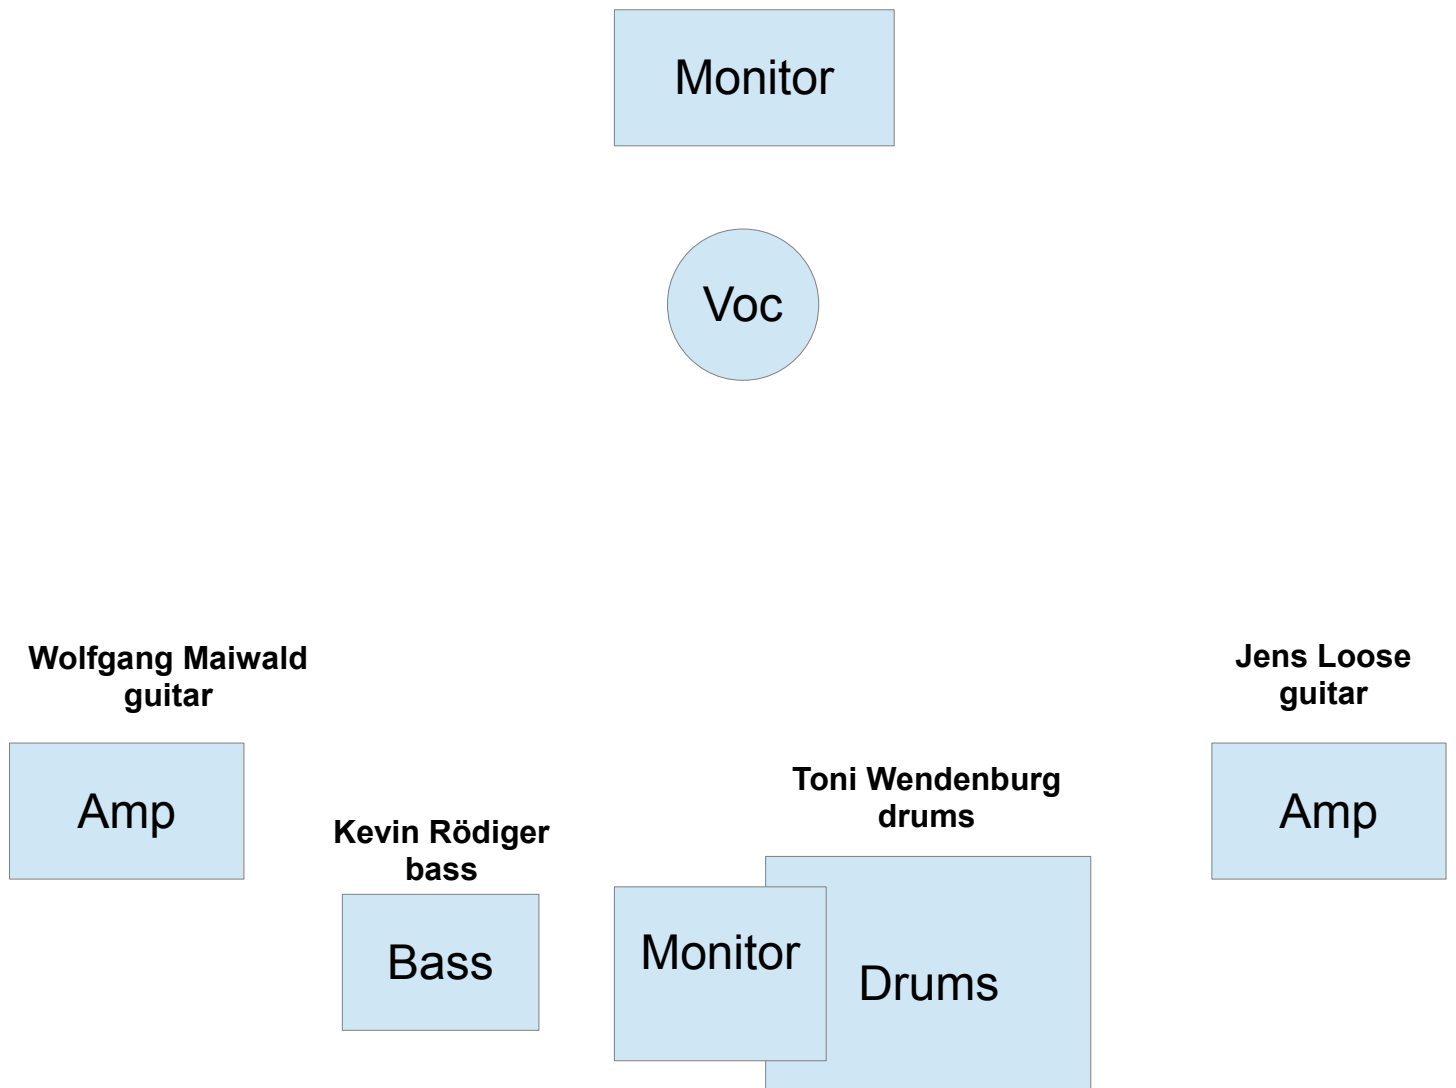 Monitor
Voc
Wolfgang Maiwald
guitar
Jens Loose
guitar
Amp
Kevin Rödiger
bass
Toni Wendenburg
drums
Amp
Bass
Monitor
Drums